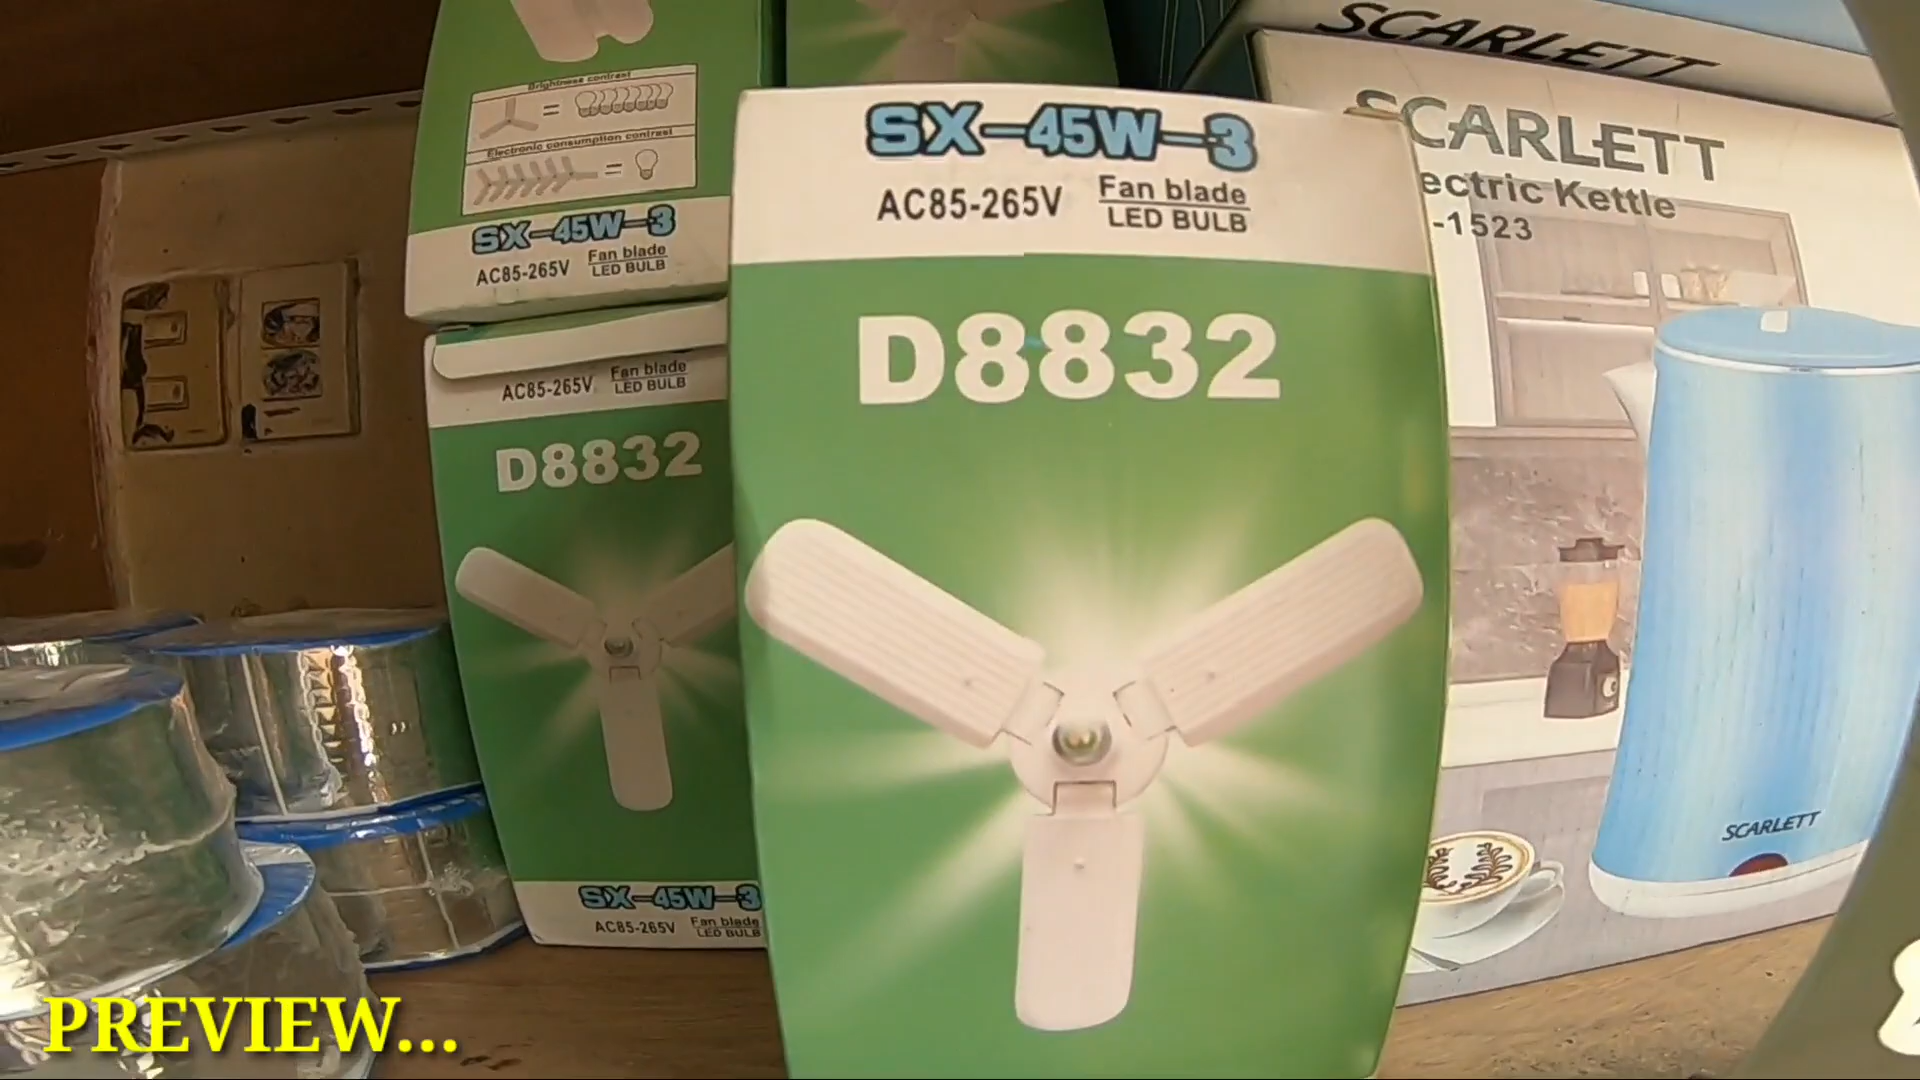 Brightness contrast
Electronic consumption contrast
SX-45W-3
AC85-265V Fan blade
LED BULB
AC85-265V Fan blade
LED BULB
D8832
SX-45W-3
AC85-265V Fan blade
LED BULB
SX-45W-3
AC85-265V Fan blade
LED BULB
D8832
SCARLETT
SCARLETT
ectric Kettle
-1523
SCARLETT
PREVIEW...